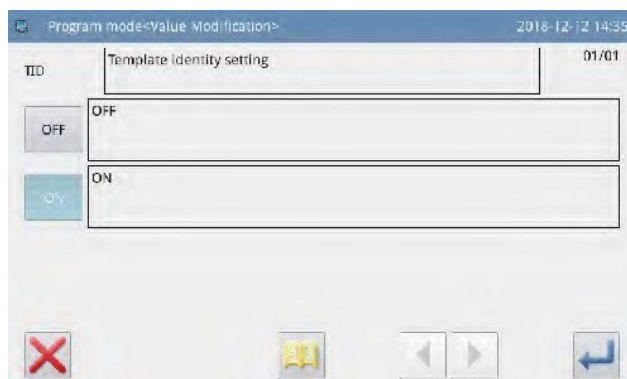 Program mode<Value Modification> 2018-12-12 14:35
TID Template identity setting 01/01
OFF OFF
ON ON